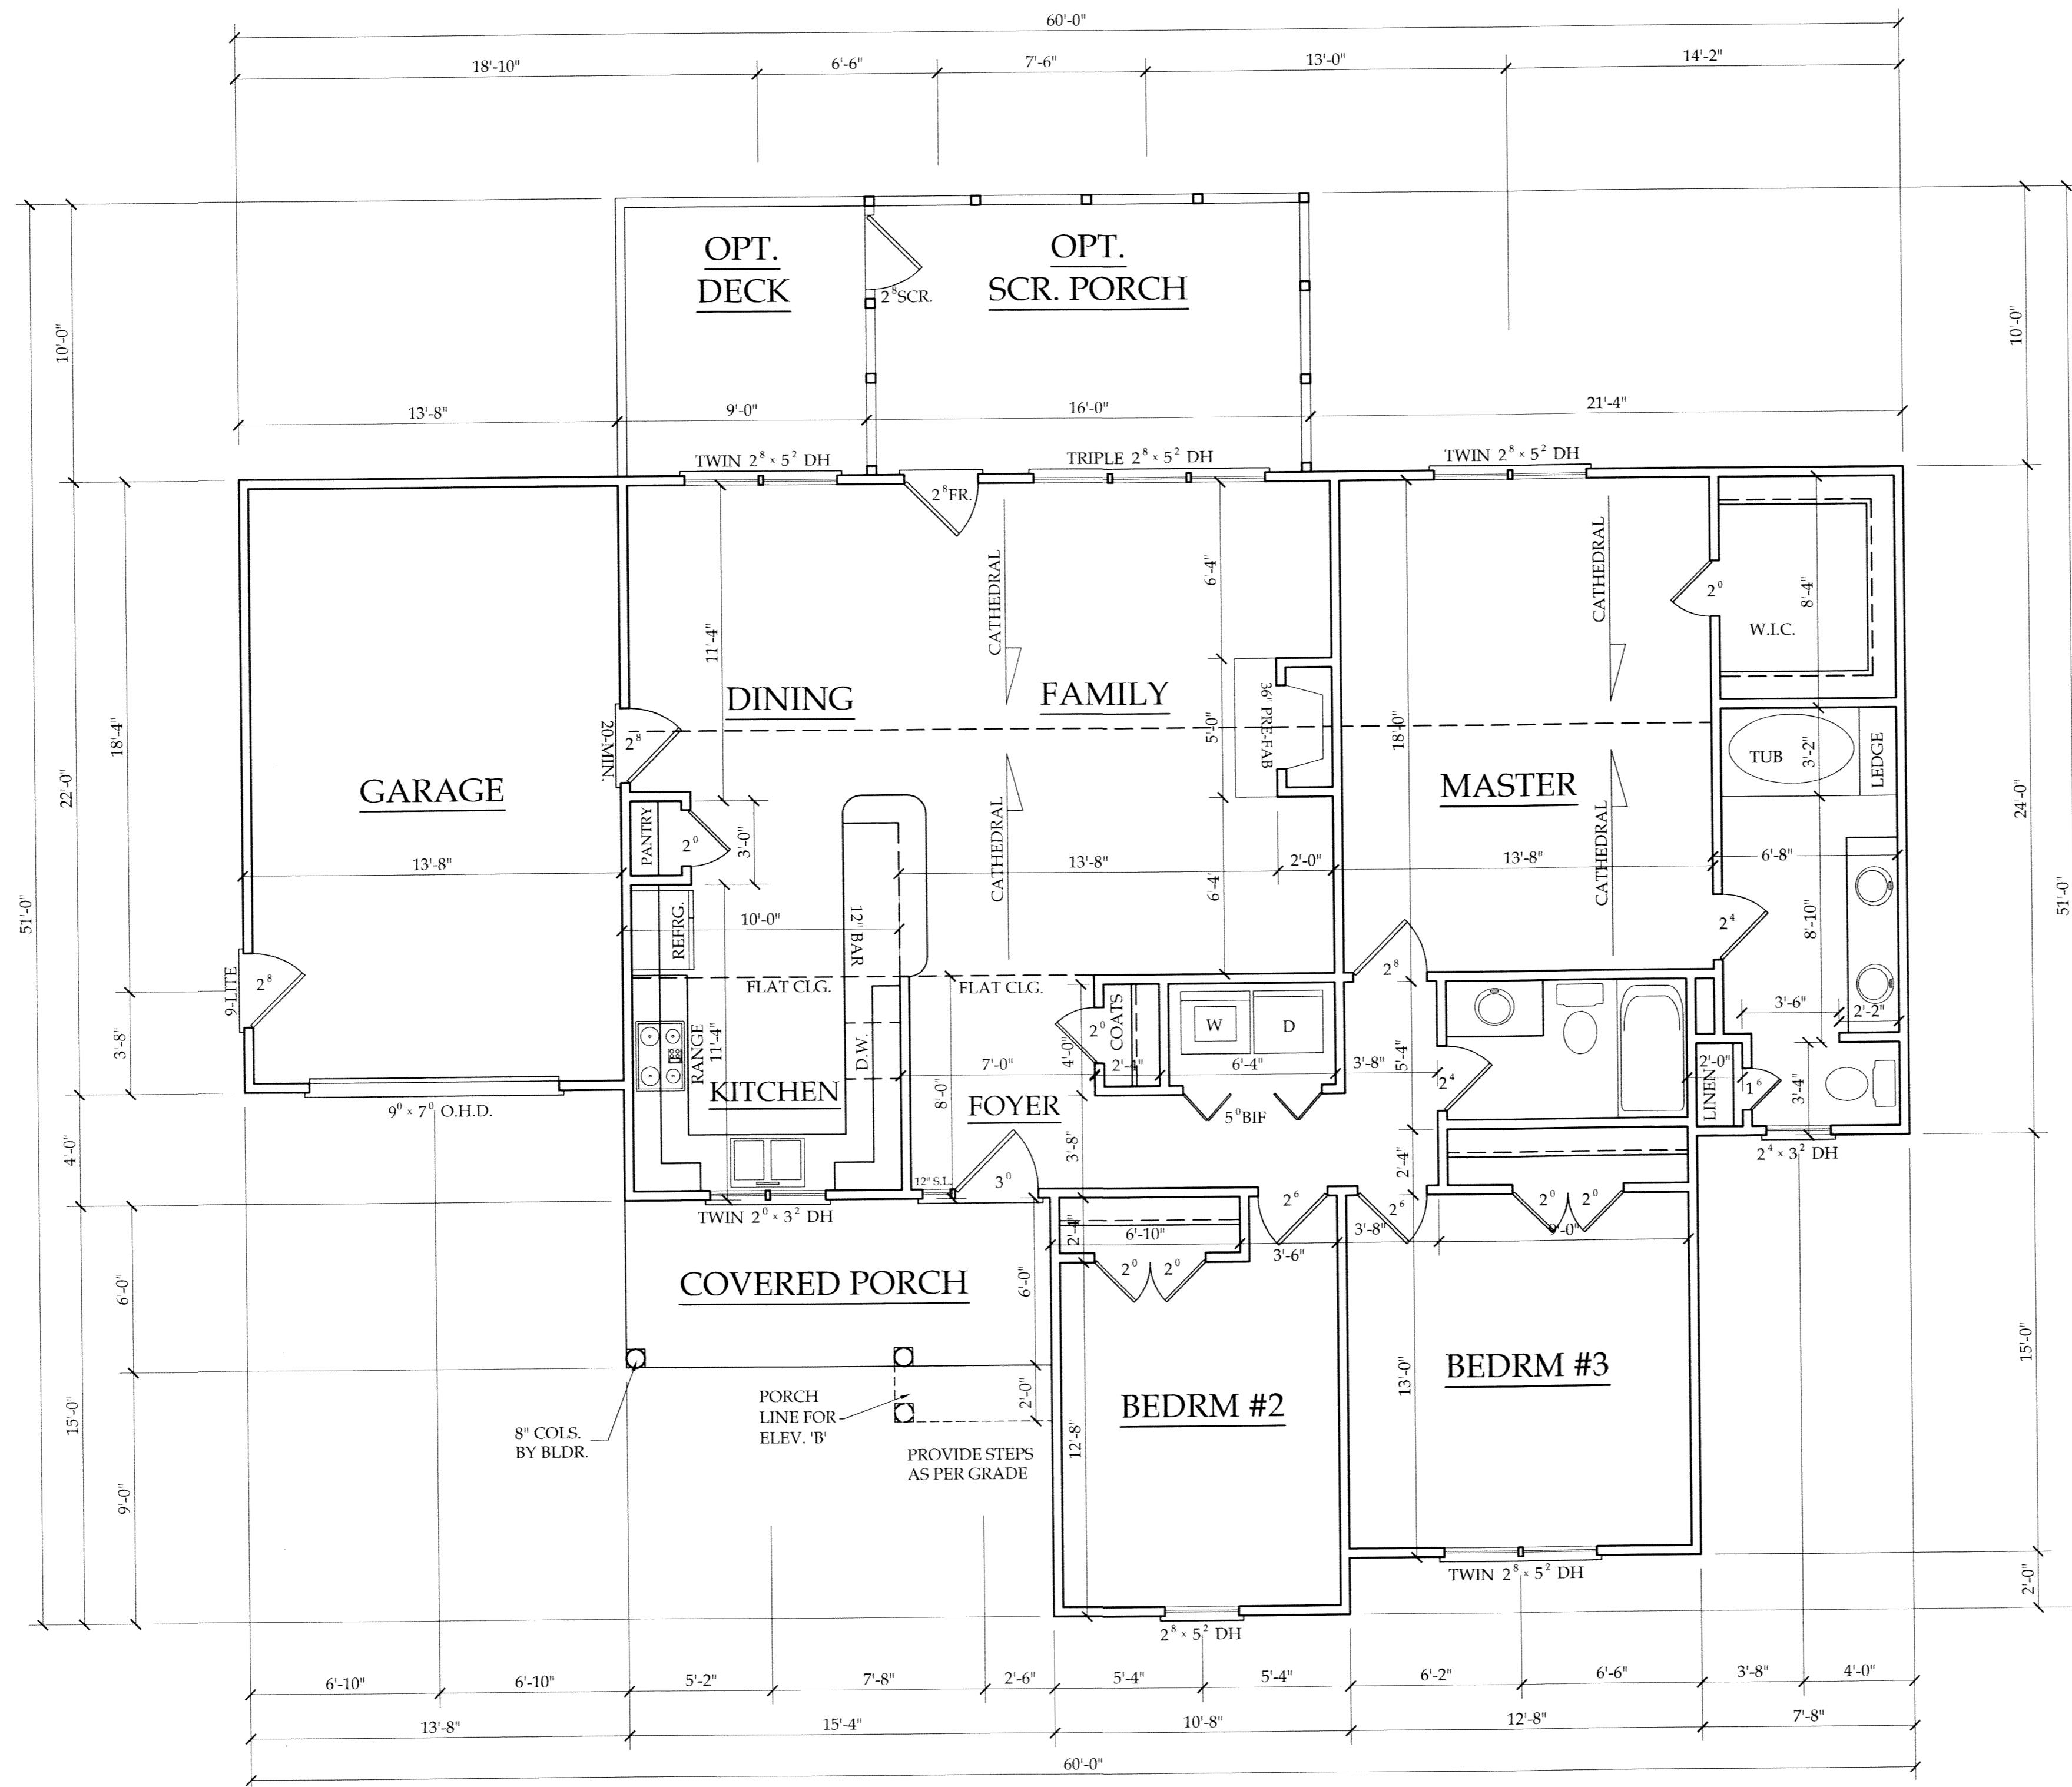 60'-0"
18'-10" 6'-6" 7'-6" 13'-0" 14'-2"
OPT.
DECK
OPT.
SCR. PORCH
2⁸SCR.
10'-0"
10'-0"
13'-8" 9'-0" 16'-0" 21'-4"
TWIN 2⁸ x 5² DH
TRIPLE 2⁸ x 5² DH
TWIN 2⁸ x 5² DH
2⁸FR.
CATHEDRAL
6'-4"
CATHEDRAL
2⁰
8'-4"
W.I.C.
11'-4"
DINING
FAMILY
36" PRE-FAB
5'-0"
18'-0"
18'-4"
22'-0"
51'-0"
20-MIN.
2⁸
GARAGE
MASTER
TUB
3'-2"
LEDGE
24'-0"
51'-0"
PANTRY
2⁰
3'-0"
CATHEDRAL
CATHEDRAL
13'-8"
13'-8"
2'-0"
13'-8"
6'-8"
6'-4"
REFRG.
10'-0"
12" BAR
2⁴
8'-10"
9-LITE
2⁸
FLAT CLG.
FLAT CLG.
2⁸
3'-8"
RANGE
11'-4"
D.W.
COATS
2⁰
4'-0"
W
D
3'-6"
2'-2"
7'-0"
2'-4"
6'-4"
3'-8"
5'-4"
2⁴
2'-0"
LINEN
1⁶
3'-4"
KITCHEN
8'-0"
FOYER
5⁰BIF
9⁰ x 7⁰ O.H.D.
4'-0"
3'-8"
2'-4"
2⁴ x 3² DH
12" S.L.
3⁰
TWIN 2⁰ x 3² DH
2⁶
2⁶
2⁰ 2⁰
2'-4"
6'-10"
3'-6"
3'-8"
9'-0"
2⁰ 2⁰
COVERED PORCH
6'-0"
6'-0"
15'-0"
BEDRM #2
BEDRM #3
13'-0"
12'-8"
2'-0"
PORCH
LINE FOR
ELEV. 'B'
8" COLS.
BY BLDR.
PROVIDE STEPS
AS PER GRADE
15'-0"
9'-0"
TWIN 2⁸ x 5² DH
2'-0"
2⁸ x 5² DH
6'-10" 6'-10" 5'-2" 7'-8" 2'-6" 5'-4" 5'-4" 6'-2" 6'-6" 3'-8" 4'-0"
13'-8" 15'-4" 10'-8" 12'-8" 7'-8"
60'-0"